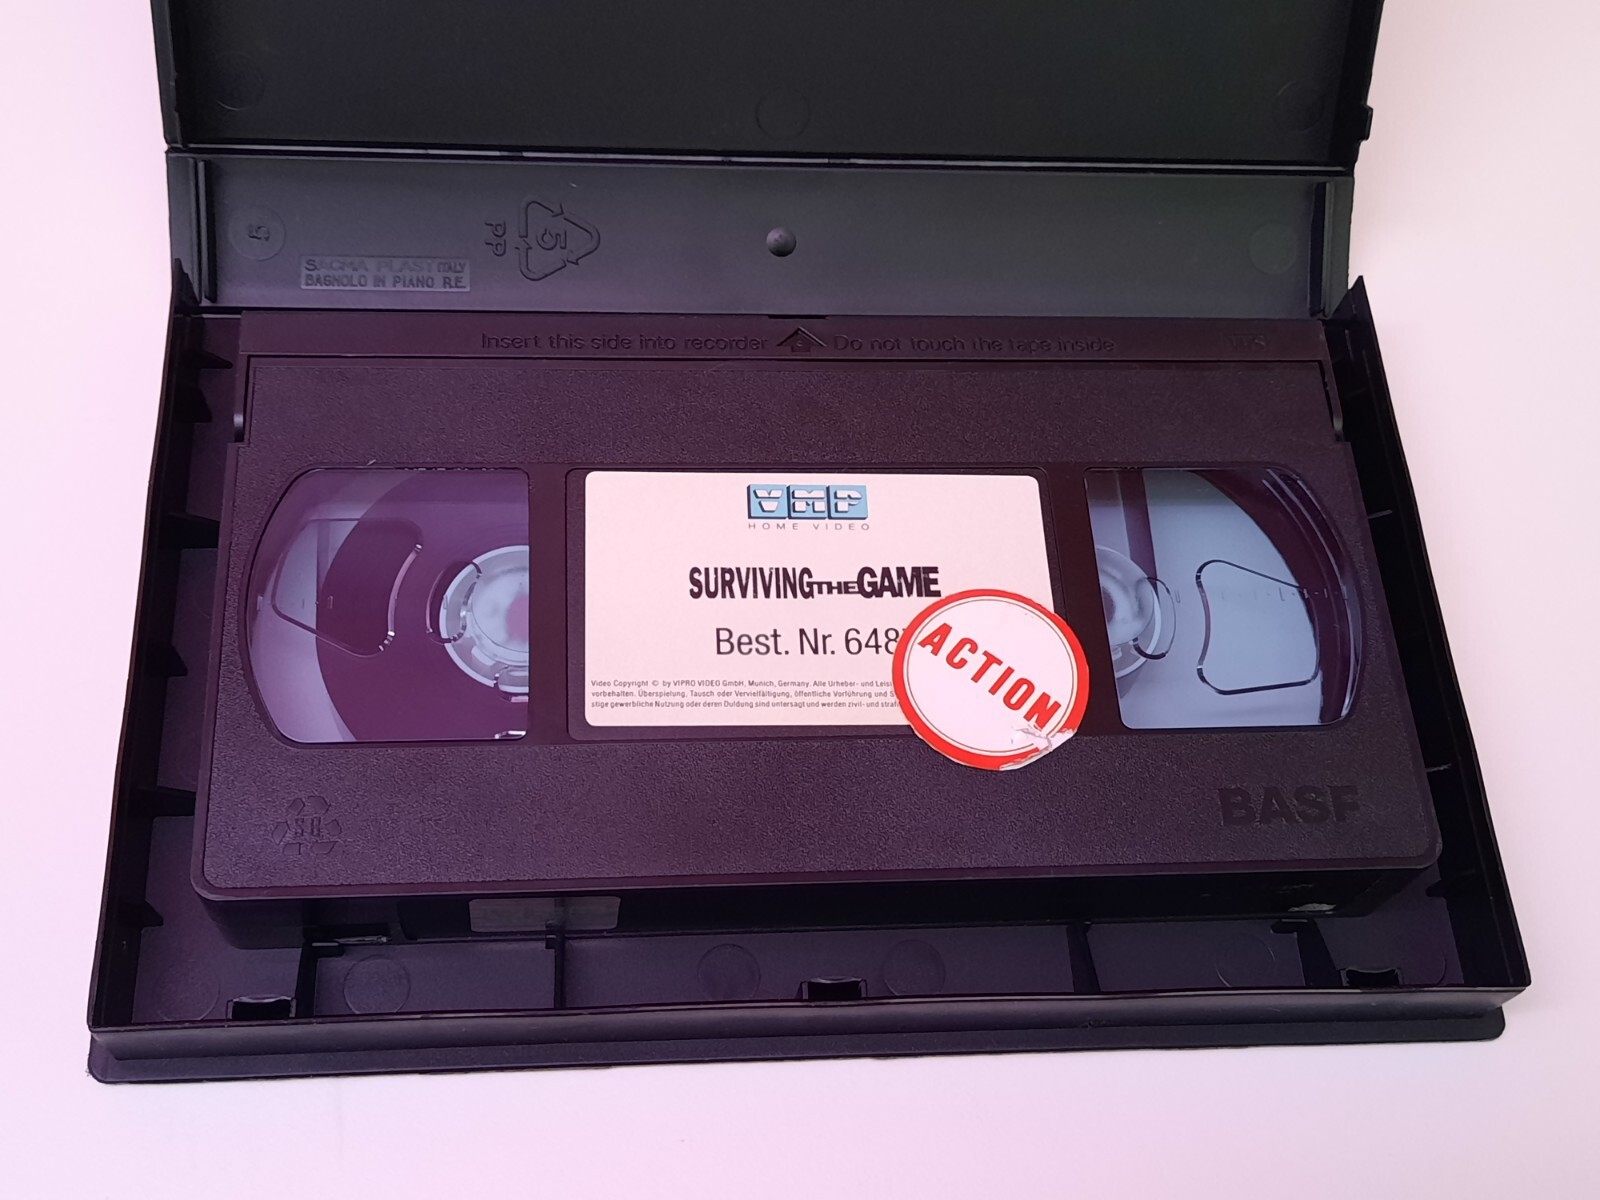 5
PP
5
SACMA PLAST ITALY
BAGNOLO IN PIANO R.E.
Insert this side into recorder Do not touch the tape inside VHS
VMP
HOME VIDEO
SURVIVING THE GAME
Best. Nr. 648
ACTION
Video Copyright © by VIPRO VIDEO GmbH, Munich, Germany. Alle Urheber- und
vorbehalten. Überspielung, Tausch oder Vervielfältigung, öffentliche Vorführung und
stige gewerbliche Nutzung oder deren Duldung sind untersagt und werden zivil- und
BASF